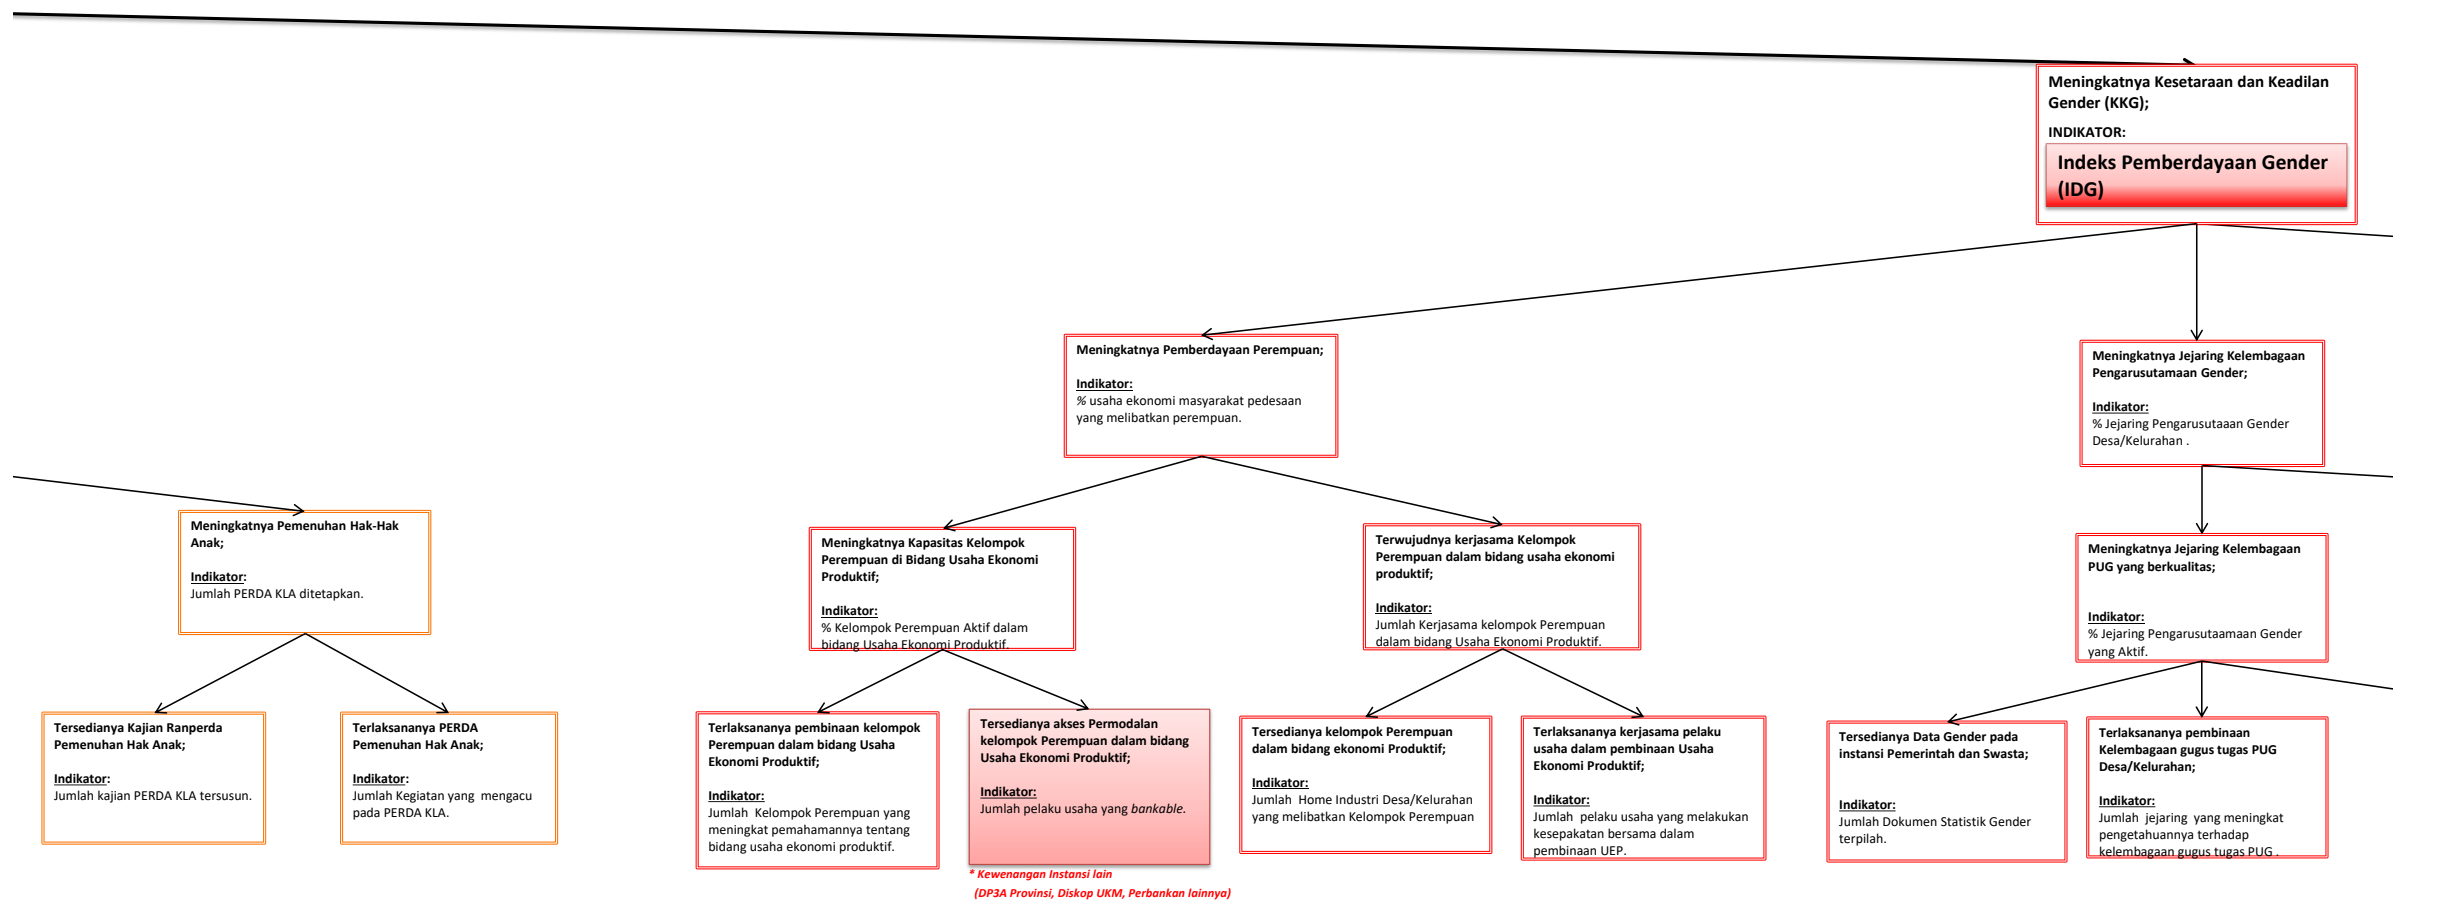 Meningkatnya Kesetaraan dan Keadilan
Gender (KKG);
INDIKATOR:
Indeks Pemberdayaan Gender
(IDG)
Meningkatnya Pemberdayaan Perempuan;
Indikator:
% usaha ekonomi masyarakat pedesaan
yang melibatkan perempuan.
Meningkatnya Jejaring Kelembagaan
Pengarusutamaan Gender;
Indikator:
% Jejaring Pengarusutaaan Gender
Desa/Kelurahan .
Meningkatnya Pemenuhan Hak-Hak
Anak;
Indikator:
Jumlah PERDA KLA ditetapkan.
Meningkatnya Kapasitas Kelompok
Perempuan di Bidang Usaha Ekonomi
Produktif;
Indikator:
% Kelompok Perempuan Aktif dalam
bidang Usaha Ekonomi Produktif.
Terwujudnya kerjasama Kelompok
Perempuan dalam bidang usaha ekonomi
produktif;
Indikator:
Jumlah Kerjasama kelompok Perempuan
dalam bidang Usaha Ekonomi Produktif.
Meningkatnya Jejaring Kelembagaan
PUG yang berkualitas;
Indikator:
% Jejaring Pengarusutaamaan Gender
yang Aktif.
Tersedianya Kajian Ranperda
Pemenuhan Hak Anak;
Indikator:
Jumlah kajian PERDA KLA tersusun.
Terlaksananya PERDA
Pemenuhan Hak Anak;
Indikator:
Jumlah Kegiatan yang mengacu
pada PERDA KLA.
Terlaksananya pembinaan kelompok
Perempuan dalam bidang Usaha
Ekonomi Produktif;
Indikator:
Jumlah Kelompok Perempuan yang
meningkat pemahamannya tentang
bidang usaha ekonomi produktif.
Tersedianya akses Permodalan
kelompok Perempuan dalam bidang
Usaha Ekonomi Produktif;
Indikator:
Jumlah pelaku usaha yang bankable.
* Kewenangan Instansi lain
(DP3A Provinsi, Diskop UKM, Perbankan lainnya)
Tersedianya kelompok Perempuan
dalam bidang ekonomi Produktif;
Indikator:
Jumlah Home Industri Desa/Kelurahan
yang melibatkan Kelompok Perempuan
Terlaksananya kerjasama pelaku
usaha dalam pembinaan Usaha
Ekonomi Produktif;
Indikator:
Jumlah pelaku usaha yang melakukan
kesepakatan bersama dalam
pembinaan UEP.
Tersedianya Data Gender pada
instansi Pemerintah dan Swasta;
Indikator:
Jumlah Dokumen Statistik Gender
terpilah.
Terlaksananya pembinaan
Kelembagaan gugus tugas PUG
Desa/Kelurahan;
Indikator:
Jumlah jejaring yang meningkat
pengetahuannya terhadap
kelembagaan gugus tugas PUG .